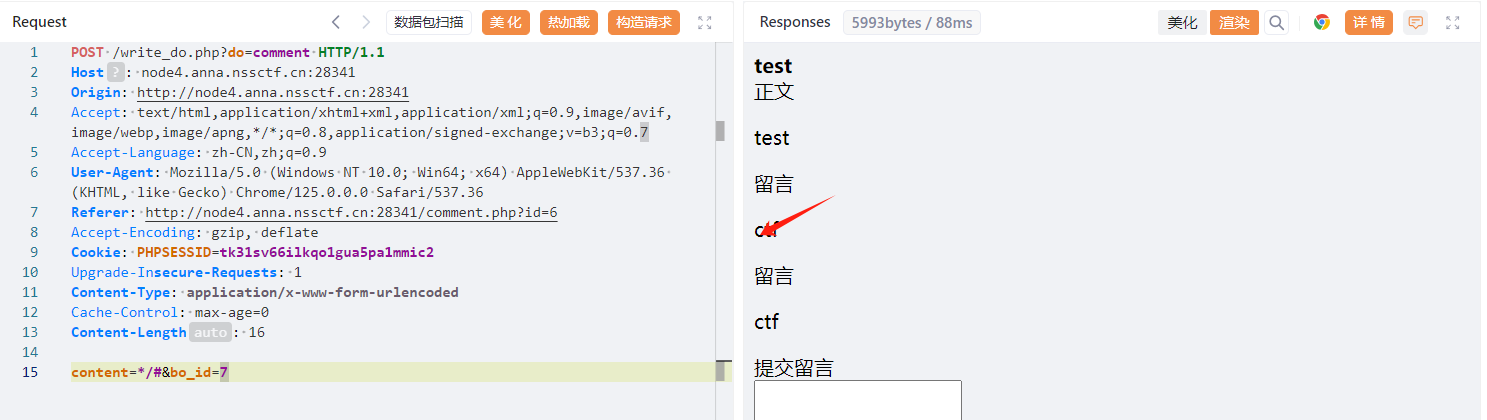 Request
数据包扫描
美化
热加载
构造请求
1 POST /write_do.php?do=comment HTTP/1.1
2 Host ? : node4.anna.nssctf.cn:28341
3 Origin: http://node4.anna.nssctf.cn:28341
4 Accept: text/html,application/xhtml+xml,application/xml;q=0.9,image/avif,
image/webp,image/apng,*/*;q=0.8,application/signed-exchange;v=b3;q=0.7
5 Accept-Language: zh-CN,zh;q=0.9
6 User-Agent: Mozilla/5.0 (Windows NT 10.0; Win64; x64) AppleWebKit/537.36
(KHTML, like Gecko) Chrome/125.0.0.0 Safari/537.36
7 Referer: http://node4.anna.nssctf.cn:28341/comment.php?id=6
8 Accept-Encoding: gzip, deflate
9 Cookie: PHPSESSID=tk31sv66ilkqo1gua5pa1mmic2
10 Upgrade-Insecure-Requests: 1
11 Content-Type: application/x-www-form-urlencoded
12 Cache-Control: max-age=0
13 Content-Length auto : 16
14
15 content=*/#&bo_id=7
Responses
5993bytes / 88ms
美化
渲染
详情
test
正文
test
留言
ctf
留言
ctf
提交留言